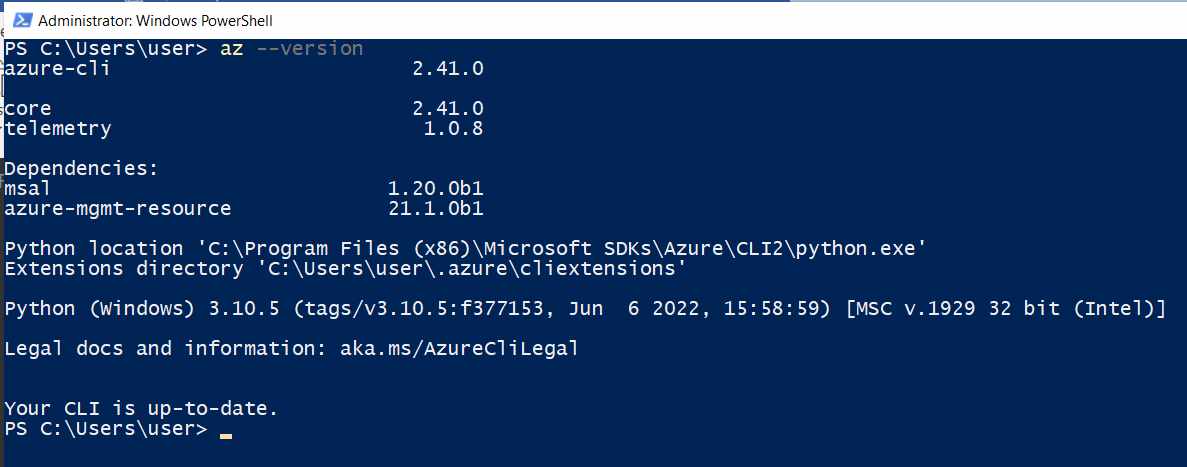 Administrator: Windows PowerShell
PS C:\Users\user> az --version
azure-cli                         2.41.0
core                              2.41.0
telemetry                          1.0.8
Dependencies:
msal                            1.20.0b1
azure-mgmt-resource             21.1.0b1
Python location 'C:\Program Files (x86)\Microsoft SDKs\Azure\CLI2\python.exe'
Extensions directory 'C:\Users\user\.azure\cliextensions'
Python (Windows) 3.10.5 (tags/v3.10.5:f377153, Jun  6 2022, 15:58:59) [MSC v.1929 32 bit (Intel)]
Legal docs and information: aka.ms/AzureCliLegal
Your CLI is up-to-date.
PS C:\Users\user>